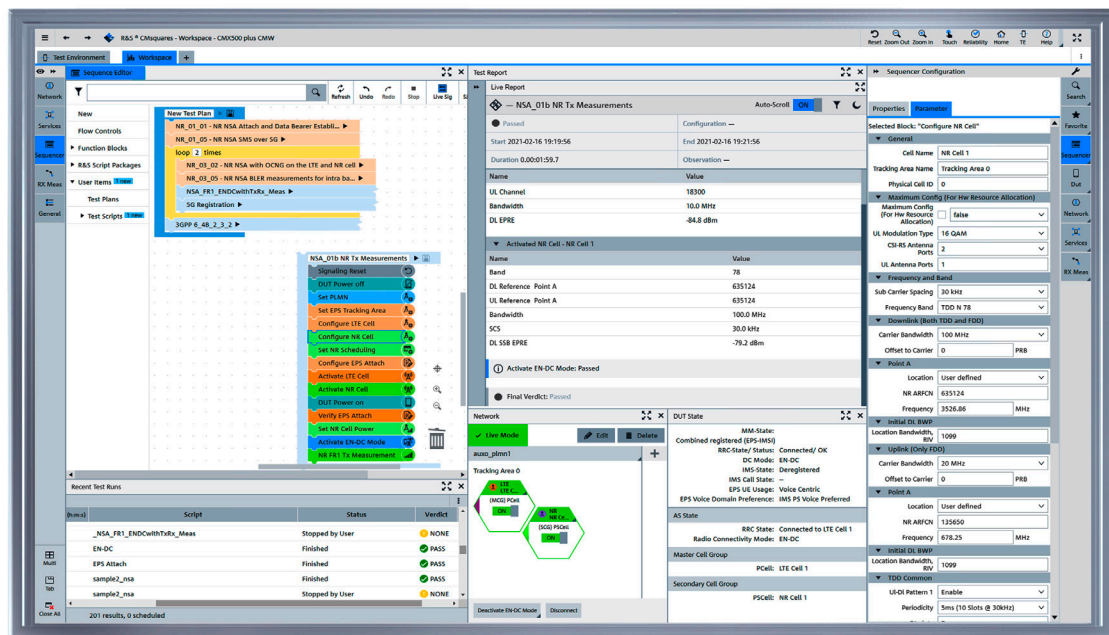 R&S ® CMsquares - Workspace - CMX500 plus CMW
Reset Zoom Out Zoom In Touch Reliability Home TE Help
Test Environment
Workspace
Sequence Editor
Network
Services
Sequencer
RX Meas
General
Multi
Tab
Close All
Refresh Undo Redo Stop Live Sig
New
Flow Controls
Function Blocks
R&S Script Packages
User Items 1 new
Test Plans
Test Scripts 1 new
New Test Plan
NR_01_01 - NR NSA Attach and Data Bearer Establi...
NR_01_05 - NR NSA SMS over SG
loop 2 times
NR_03_02 - NR NSA with OCNG on the LTE and NR cell
NR_03_05 - NR NSA BLER measurements for intra ba...
NSA_FR1_ENDCwithTxRx_Meas
5G Registration
3GPP 6_4B_2_3_2
NSA_01b NR Tx Measurements
Signaling Reset
DUT Power off
Set PLMN
Set EPS Tracking Area
Configure LTE Cell
Configure NR Cell
Set NR Scheduling
Configure EPS Attach
Activate LTE Cell
Activate NR Cell
DUT Power on
Verify EPS Attach
Set NR Cell Power
Activate EN-DC Mode
NR FR1 Tx Measurement
Recent Test Runs
(h:m:s) Script Status Verdict
_NSA_FR1_ENDCwithTxRx_Meas Stopped by User NONE
EN-DC Finished PASS
EPS Attach Finished PASS
sample2_nsa Finished PASS
sample2_nsa Stopped by User NONE
201 results, 0 scheduled
Test Report
Live Report
— NSA_01b NR Tx Measurements
Auto-Scroll ON
Passed Configuration —
Start 2021-02-16 19:19:56 End 2021-02-16 19:21:56
Duration 0.00:01:59.7 Observation —
Name Value
UL Channel 18300
Bandwidth 10.0 MHz
DL EPRE -84.8 dBm
Activated NR Cell - NR Cell 1
Name Value
Band 78
DL Reference Point A 635124
UL Reference Point A 635124
Bandwidth 100.0 MHz
SCS 30.0 kHz
DL SSB EPRE -79.2 dBm
Activate EN-DC Mode: Passed
Final Verdict: Passed
Network
Live Mode Edit Delete
auxo_plmn1
Tracking Area 0
LTE
LTE C...
(MCG) PCell
ON
NR
NR Ce...
(SCG) PSCell
ON
Deactivate EN-DC Mode Disconnect
DUT State
MM-State:
Combined registered (EPS-IMSI)
RRC-State/ Status: Connected/ OK
DC Mode: EN-DC
IMS-State: Deregistered
IMS Call State: --
EPS UE Usage: Voice Centric
EPS Voice Domain Preference: IMS PS Voice Preferred
AS State
RRC State: Connected to LTE Cell 1
Radio Connectivity Mode: EN-DC
Master Cell Group
PCell: LTE Cell 1
Secondary Cell Group
PSCell: NR Cell 1
Sequencer Configuration
Properties Parameter
Selected Block: "Configure NR Cell"
General
Cell Name NR Cell 1
Tracking Area Name Tracking Area 0
Physical Cell ID 0
Maximum Config (For Hw Resource Allocation)
Maximum Config
(For Hw Resource
Allocation)
false
UL Modulation Type 16 QAM
CSI-RS Antenna
Ports
2
UL Antenna Ports 1
Frequency and Band
Sub Carrier Spacing 30 kHz
Frequency Band TDD N 78
Downlink (Both TDD and FDD)
Carrier Bandwidth 100 MHz
Offset to Carrier 0 PRB
Point A
Location User defined
NR ARFCN 635124
Frequency 3526.86 MHz
Initial DL BWP
Location Bandwidth,
RIV
1099
Uplink (Only FDD)
Carrier Bandwidth 20 MHz
Offset to Carrier 0 PRB
Point A
Location User defined
NR ARFCN 135650
Frequency 678.25 MHz
Initial DL BWP
Location Bandwidth,
RIV
1099
TDD Common
Ul-Dl Pattern 1 Enable
Periodicity 5ms (10 Slots @ 30kHz)
Search
Favorite
Sequencer
Dut
Network
Services
RX Meas